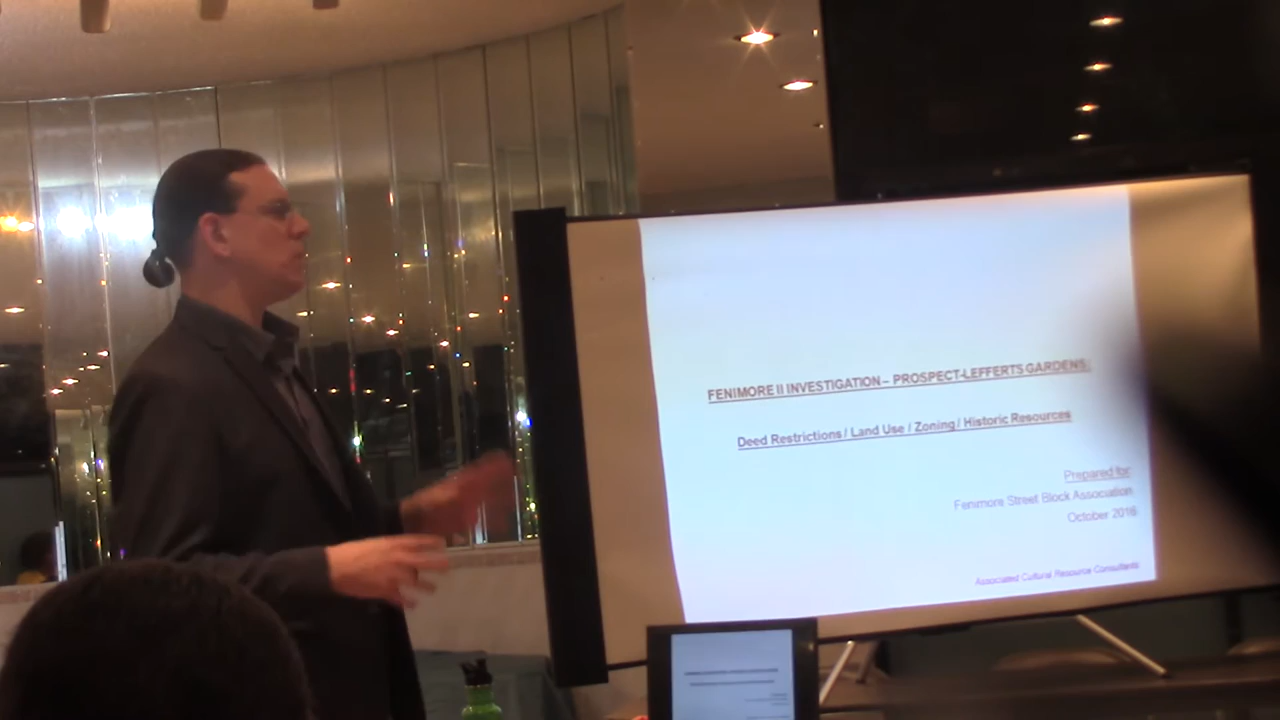 FENIMORE II INVESTIGATION – PROSPECT-LEFFERTS GARDENS:
Deed Restrictions / Land Use / Zoning / Historic Resources
Prepared for:
Fenimore Street Block Association
October 2016
Associated Cultural Resource Consultants